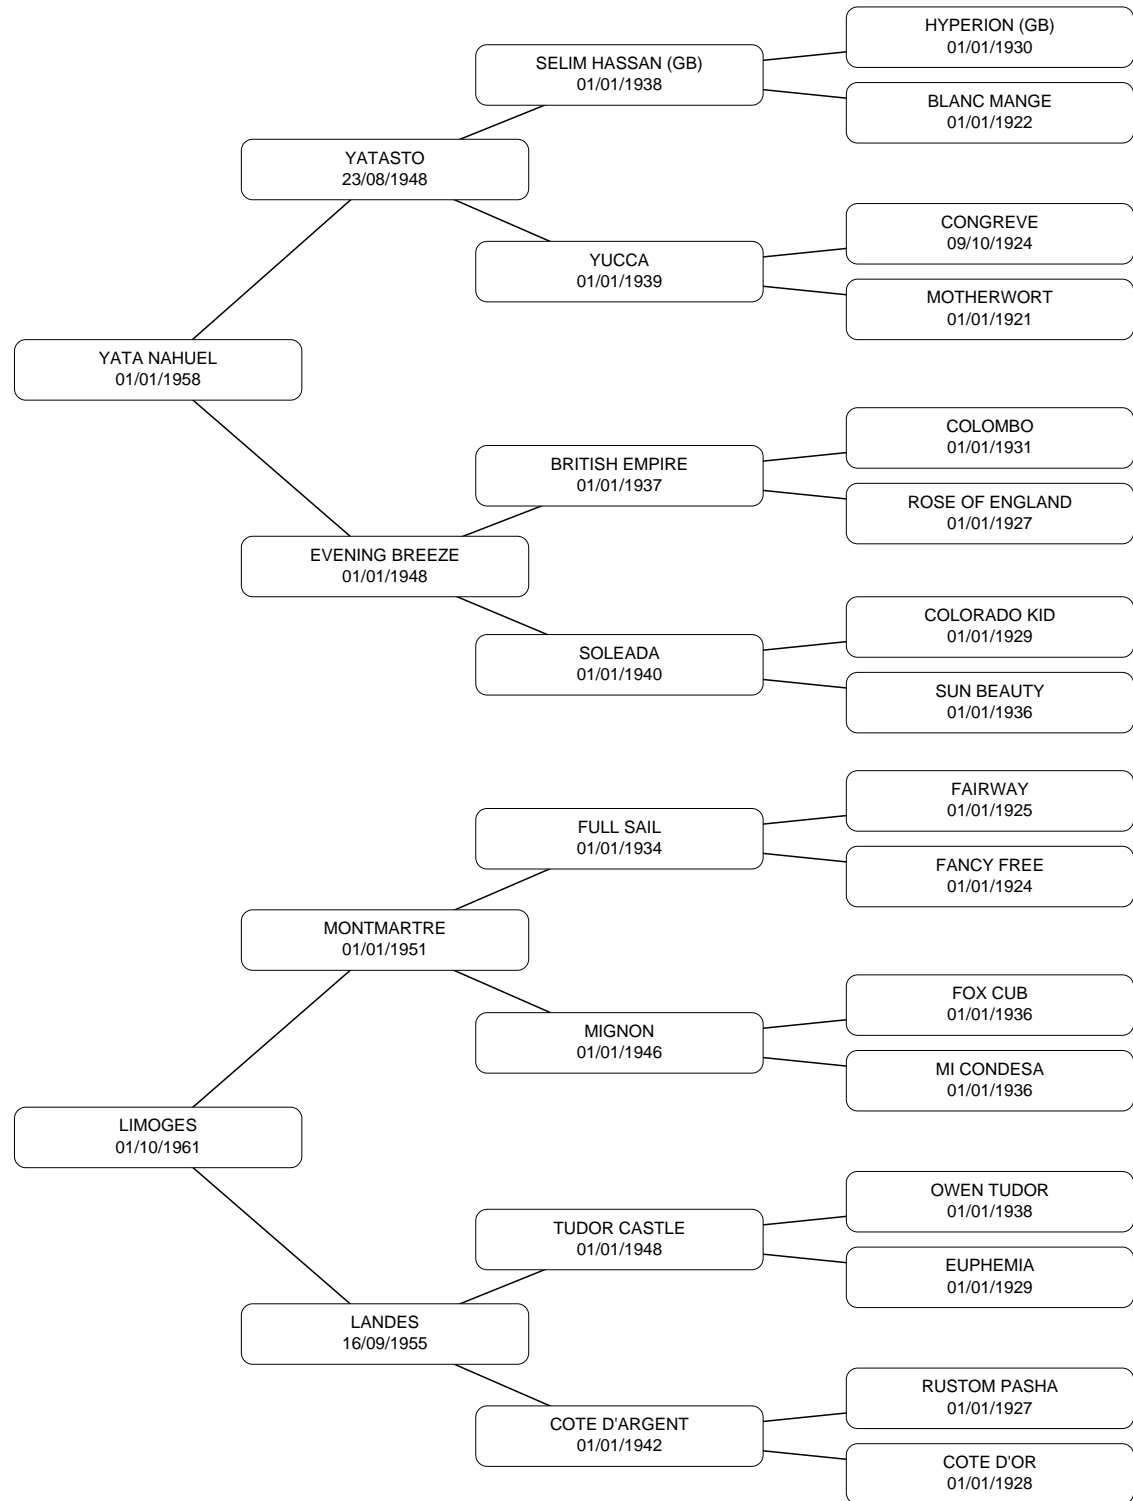 HYPERION (GB)
01/01/1930
SELIM HASSAN (GB)
01/01/1938
BLANC MANGE
01/01/1922
YATASTO
23/08/1948
CONGREVE
09/10/1924
YUCCA
01/01/1939
MOTHERWORT
01/01/1921
YATA NAHUEL
01/01/1958
COLOMBO
01/01/1931
BRITISH EMPIRE
01/01/1937
ROSE OF ENGLAND
01/01/1927
EVENING BREEZE
01/01/1948
COLORADO KID
01/01/1929
SOLEADA
01/01/1940
SUN BEAUTY
01/01/1936
FAIRWAY
01/01/1925
FULL SAIL
01/01/1934
FANCY FREE
01/01/1924
MONTMARTRE
01/01/1951
FOX CUB
01/01/1936
MIGNON
01/01/1946
MI CONDESA
01/01/1936
LIMOGES
01/10/1961
OWEN TUDOR
01/01/1938
TUDOR CASTLE
01/01/1948
EUPHEMIA
01/01/1929
LANDES
16/09/1955
RUSTOM PASHA
01/01/1927
COTE D'ARGENT
01/01/1942
COTE D'OR
01/01/1928